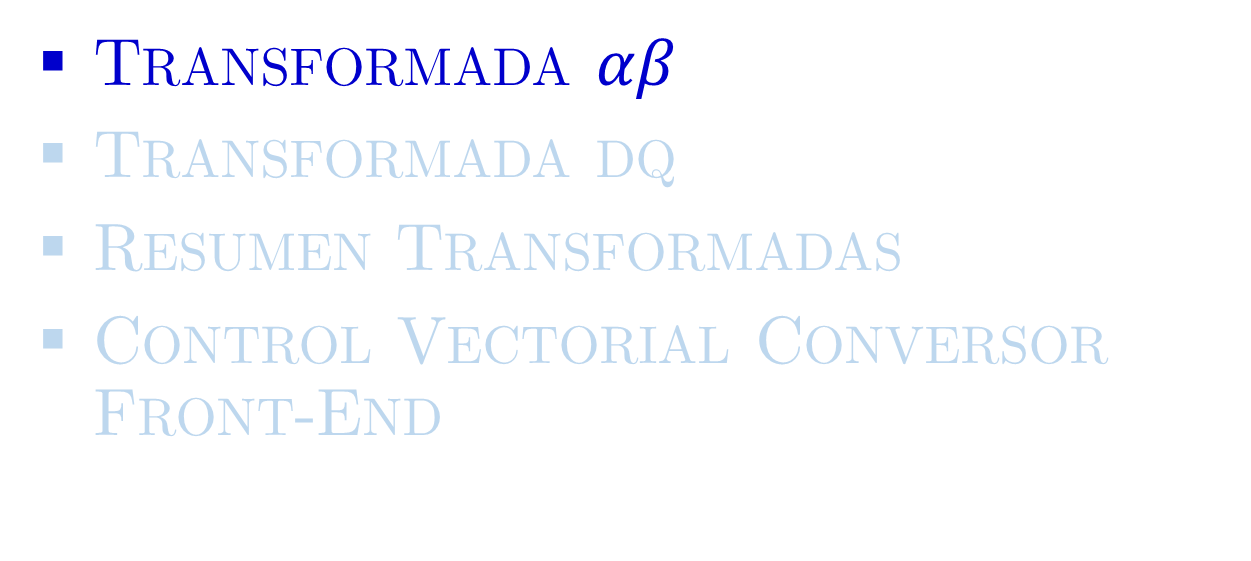 ▪ Transformada αβ
▪ Transformada dq
▪ Resumen Transformadas
▪ Control Vectorial Conversor
Front-End